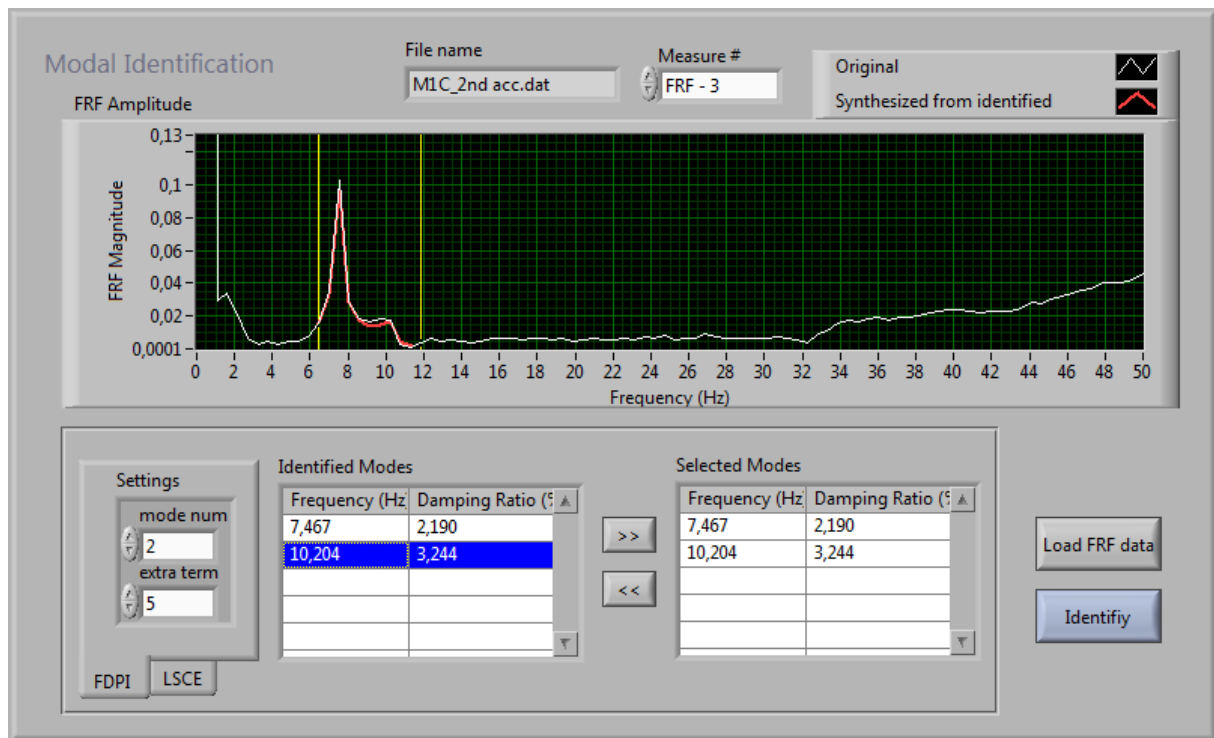 Modal Identification
File name
M1C_2nd acc.dat
Measure #
FRF - 3
Original
Synthesized from identified
FRF Amplitude
FRF Magnitude
0,13
0,1
0,08
0,06
0,04
0,02
0,0001
0 2 4 6 8 10 12 14 16 18 20 22 24 26 28 30 32 34 36 38 40 42 44 46 48 50
Frequency (Hz)
Settings
mode num
2
extra term
5
FDPI LSCE
Identified Modes
Frequency (Hz Damping Ratio (%
7,467 2,190
10,204 3,244
>>
<<
Selected Modes
Frequency (Hz Damping Ratio (%
7,467 2,190
10,204 3,244
Load FRF data
Identifiy